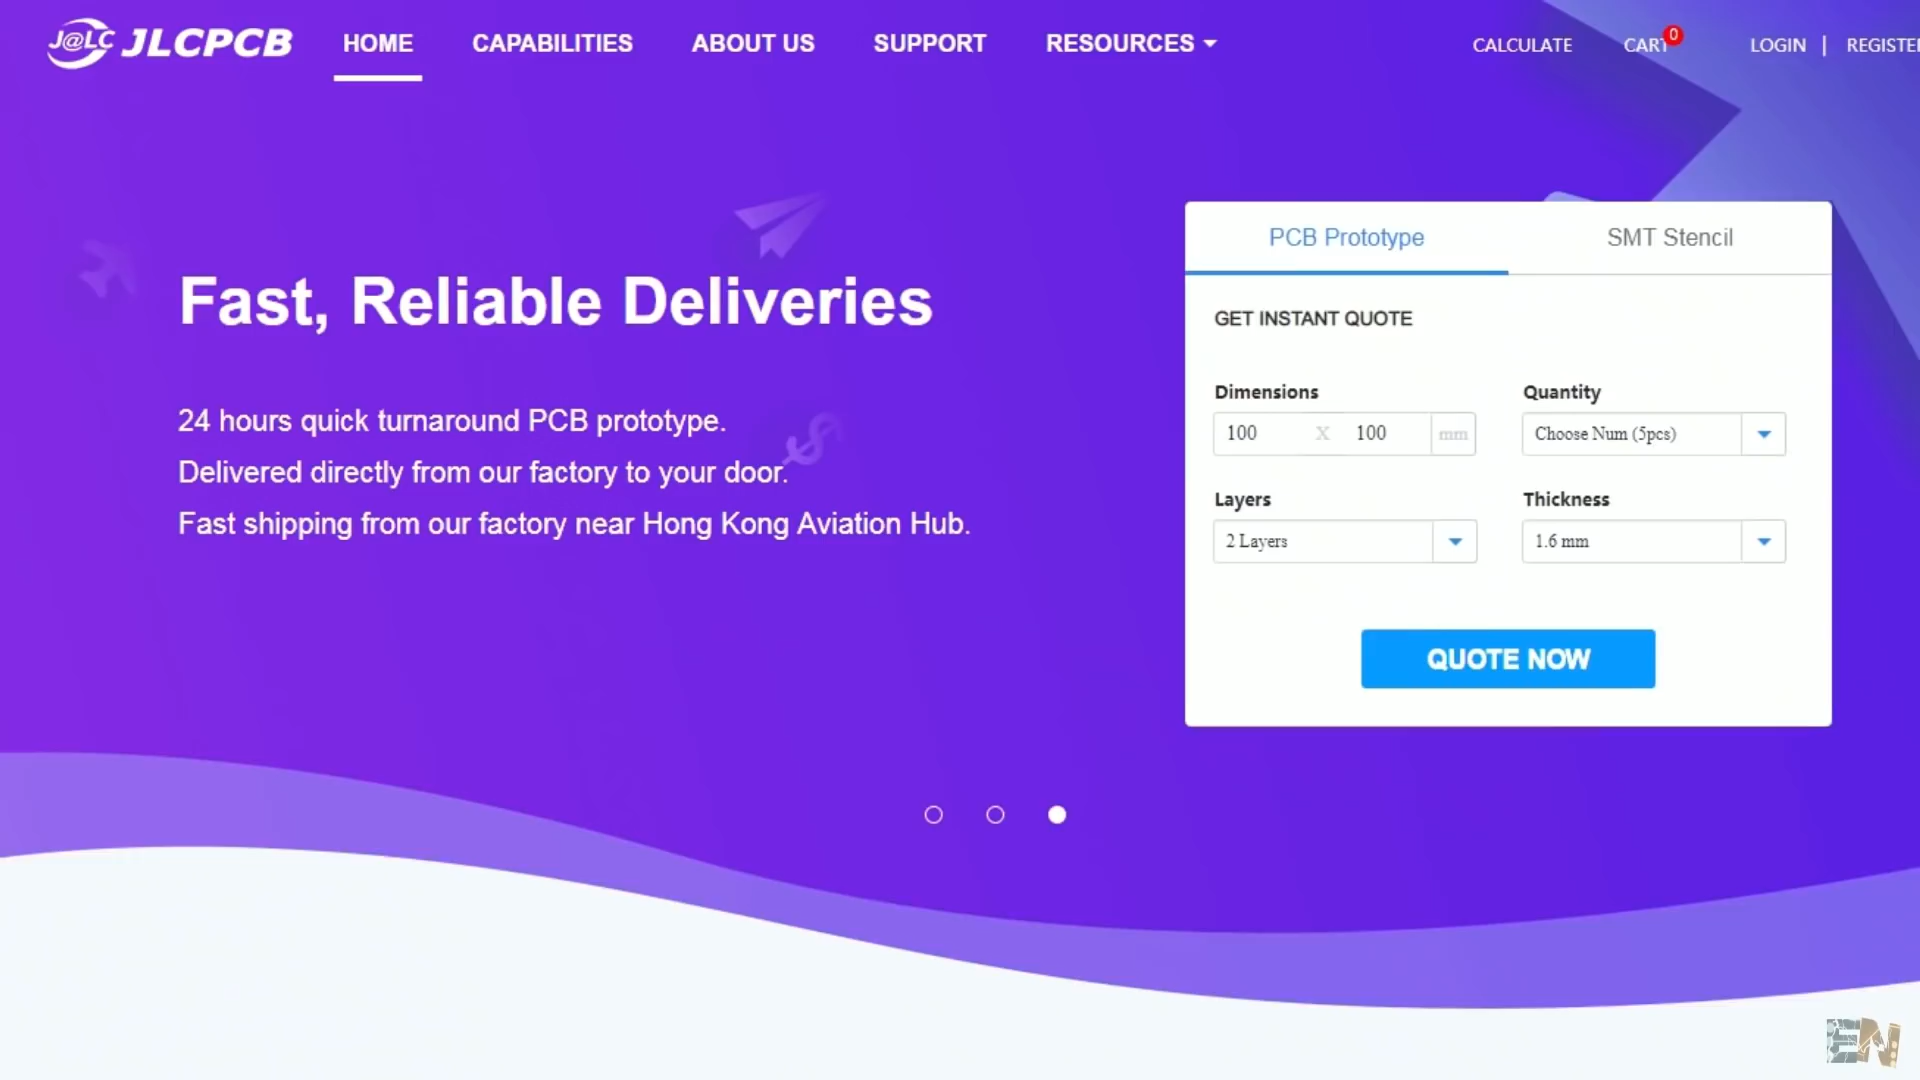 J@LC JLCPCB
HOME
CAPABILITIES
ABOUT US
SUPPORT
RESOURCES
CALCULATE
CART
0
LOGIN |
REGISTE
Fast, Reliable Deliveries
24 hours quick turnaround PCB prototype.
Delivered directly from our factory to your door.
Fast shipping from our factory near Hong Kong Aviation Hub.
PCB Prototype
SMT Stencil
GET INSTANT QUOTE
Dimensions
100 X 100 mm
Quantity
Choose Num (5pcs)
Layers
2 Layers
Thickness
1.6 mm
QUOTE NOW
EN